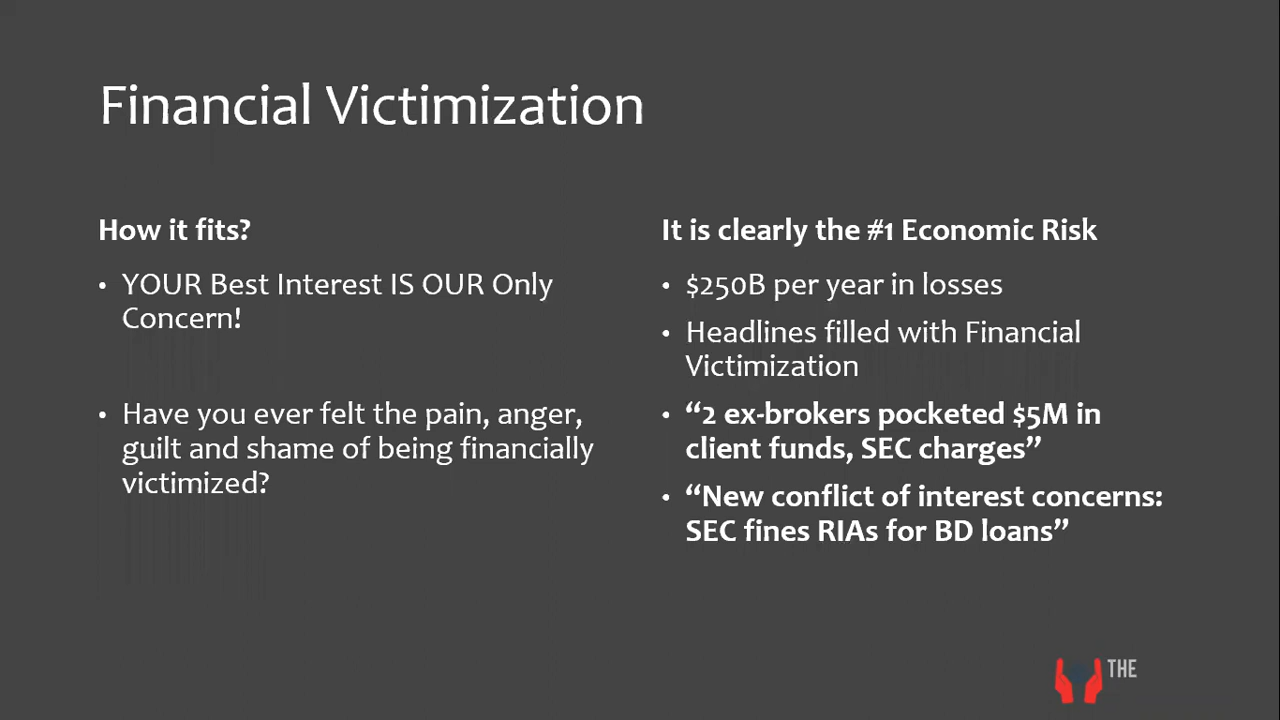 Financial Victimization
How it fits?
• YOUR Best Interest IS OUR Only
Concern!
• Have you ever felt the pain, anger,
guilt and shame of being financially
victimized?
It is clearly the #1 Economic Risk
• $250B per year in losses
• Headlines filled with Financial
Victimization
• “2 ex-brokers pocketed $5M in
client funds, SEC charges”
• “New conflict of interest concerns:
SEC fines RIAs for BD loans”
THE